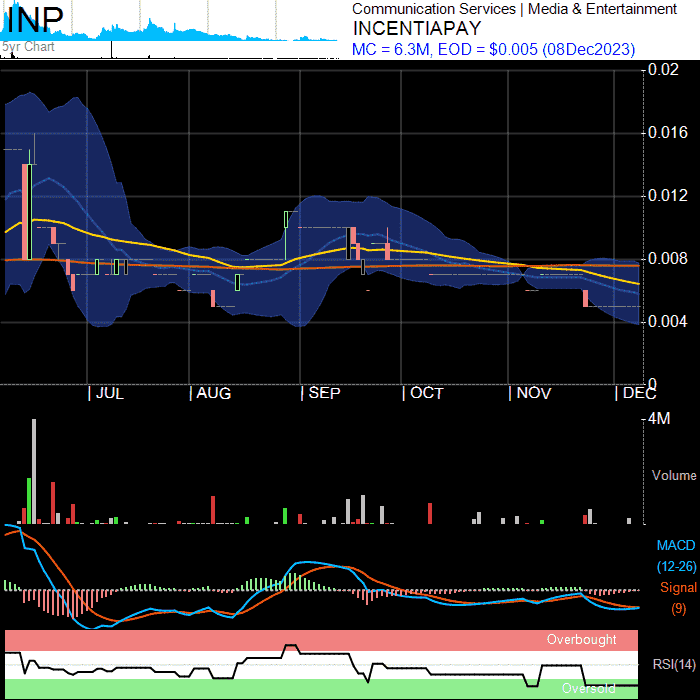 INP
5yr Chart
Communication Services | Media & Entertainment
INCENTIAPAY
MC = 6.3M, EOD = $0.005 (08Dec2023)
0.02
0.016
0.012
0.008
0.004
0
JUL
AUG
SEP
OCT
NOV
DEC
4M
Volume
MACD
(12-26)
Signal
(9)
Overbought
RSI(14)
Oversold